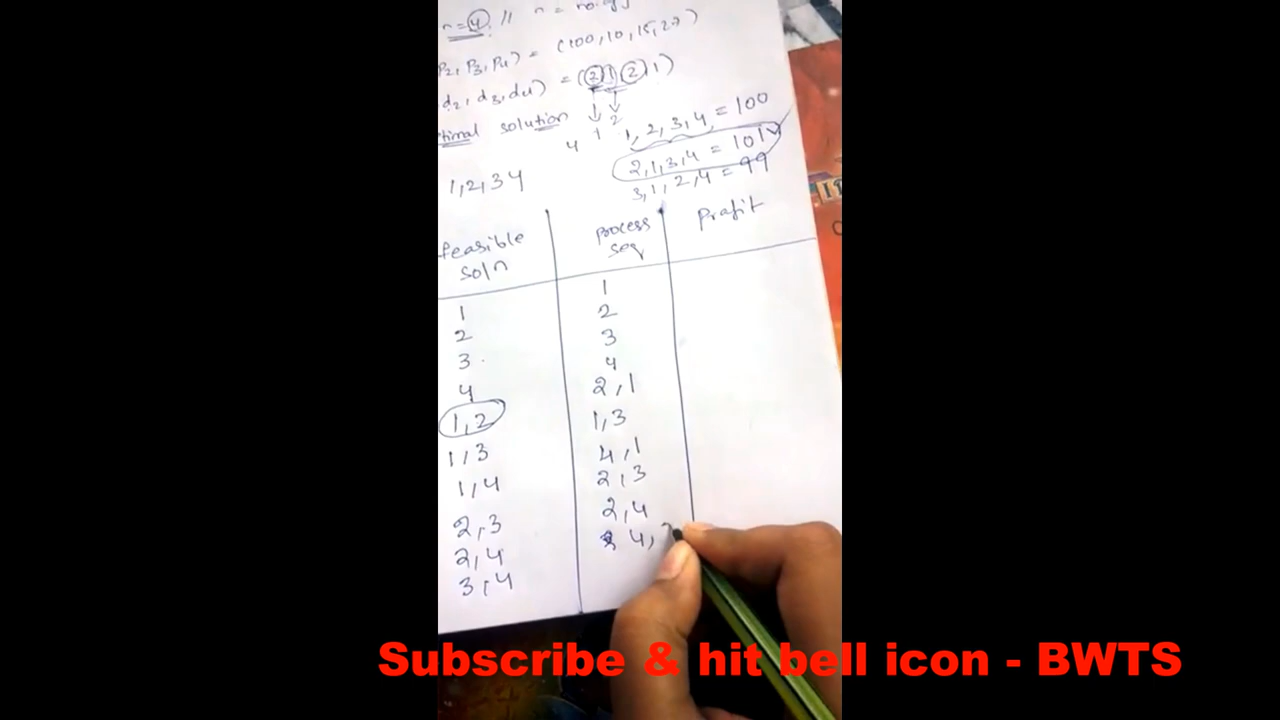 n=4 // n = no. of
P2, P3, P4) = (100, 10, 15, 27)
d2, d3, d4) = (2, 1, 2, 1)
timal solution
1 2
4
1, 2, 3, 4 = 100
2, 1, 3, 4 = 101
3, 1, 2, 4 = 99
1, 2, 3 4
feasible soln process seq Profit
1 1
2 2
3 3
4 4
1, 2 2, 1
1, 3 1, 3
1, 4 4, 1
2, 3 2, 3
2, 4 2, 4
3, 4 4,
Subscribe & hit bell icon - BWTS